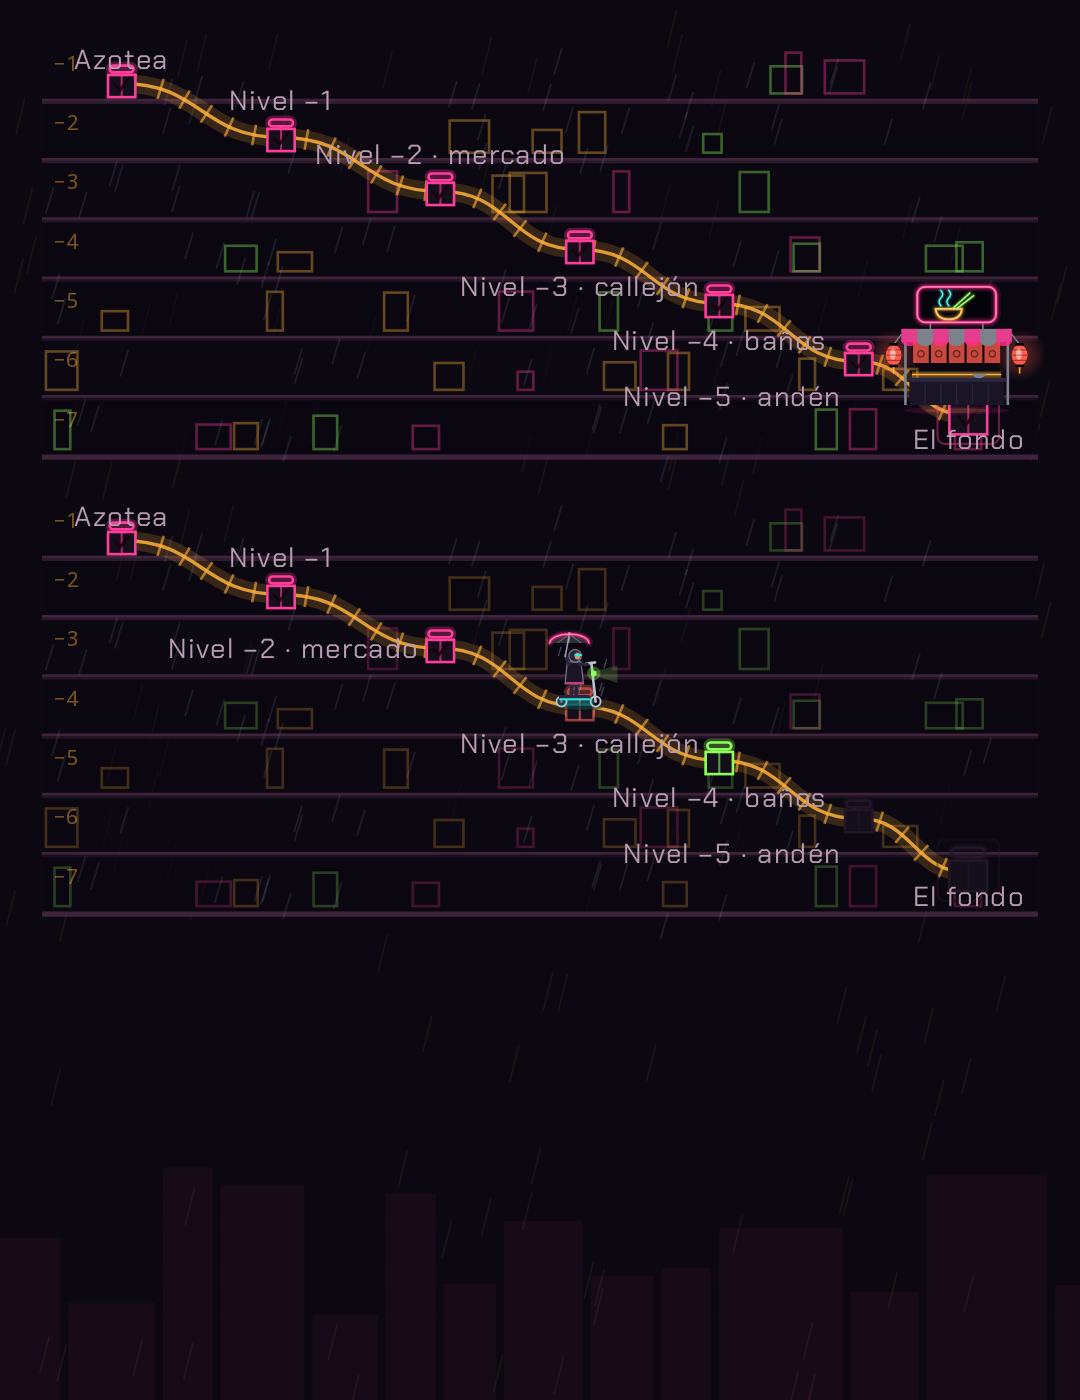 -1
Azotea
Nivel -1
-2
Nivel -2 · mercado
-3
-4
Nivel -3 · callejón
-5
Nivel -4 · baños
-6
Nivel -5 · andén
-7
El fondo
-1
Azotea
Nivel -1
-2
-3
Nivel -2 · mercado
-4
Nivel -3 · callejón
-5
Nivel -4 · baños
-6
Nivel -5 · andén
-7
El fondo